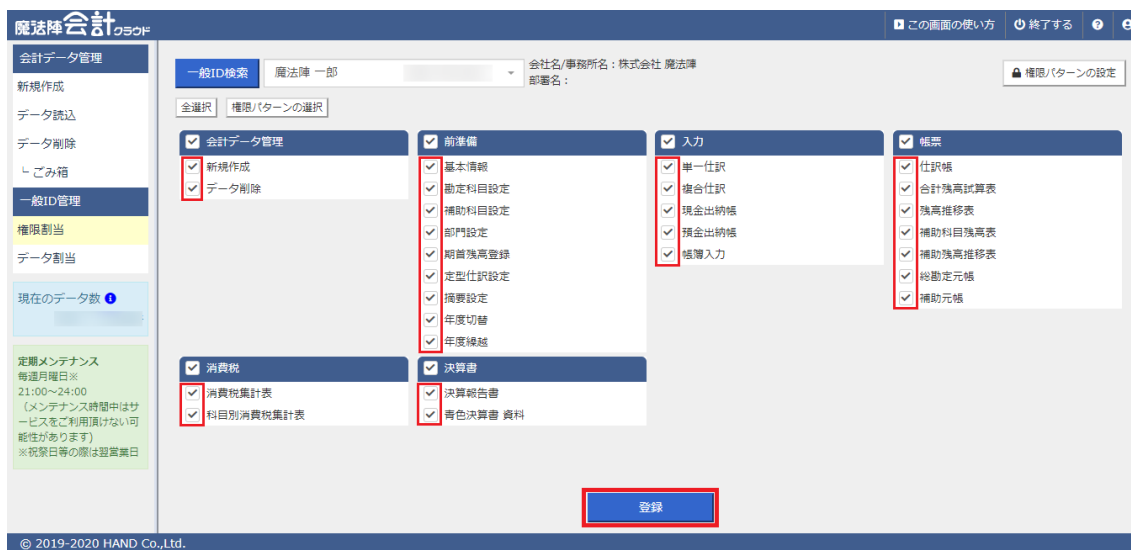 魔法陣会計クラウド
この画面の使い方 終了する
会計データ管理
新規作成
データ読込
データ削除
└ ごみ箱
一般ID管理
権限割当
データ割当
現在のデータ数
定期メンテナンス
毎週月曜日※
21:00～24:00
（メンテナンス時間中はサ
ービスをご利用頂けない可
能性があります)
※祝祭日等の際は翌営業日
一般ID検索 魔法陣 一郎
会社名/事務所名：株式会社 魔法陣
部署名：
権限パターンの設定
全選択 権限パターンの選択
会計データ管理
新規作成
データ削除
前準備
基本情報
勘定科目設定
補助科目設定
部門設定
期首残高登録
定型仕訳設定
摘要設定
年度切替
年度繰越
入力
単一仕訳
複合仕訳
現金出納帳
預金出納帳
帳簿入力
帳票
仕訳帳
合計残高試算表
残高推移表
補助科目残高表
補助残高推移表
総勘定元帳
補助元帳
消費税
消費税集計表
科目別消費税集計表
決算書
決算報告書
青色決算書 資料
登録
© 2019-2020 HAND Co.,Ltd.